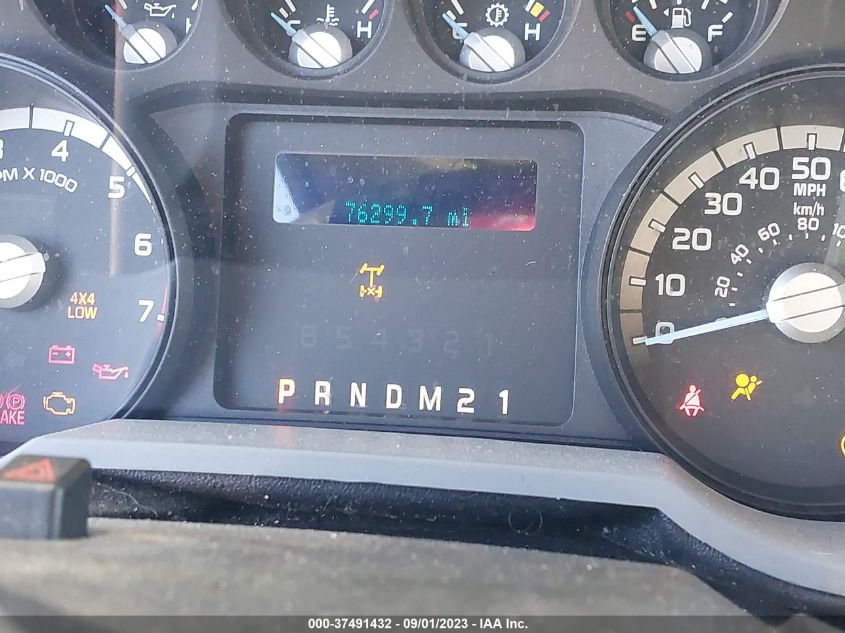 H
C H
E F
3 4 5 6 7
PM X 1000
4X4
LOW
AKE
76299.7 mi
6 5 4 3 2 1
P R N D M 2 1
0 10 20 30 40 50
MPH
km/h
20 40 60 80
000-37491432 - 09/01/2023 - IAA Inc.